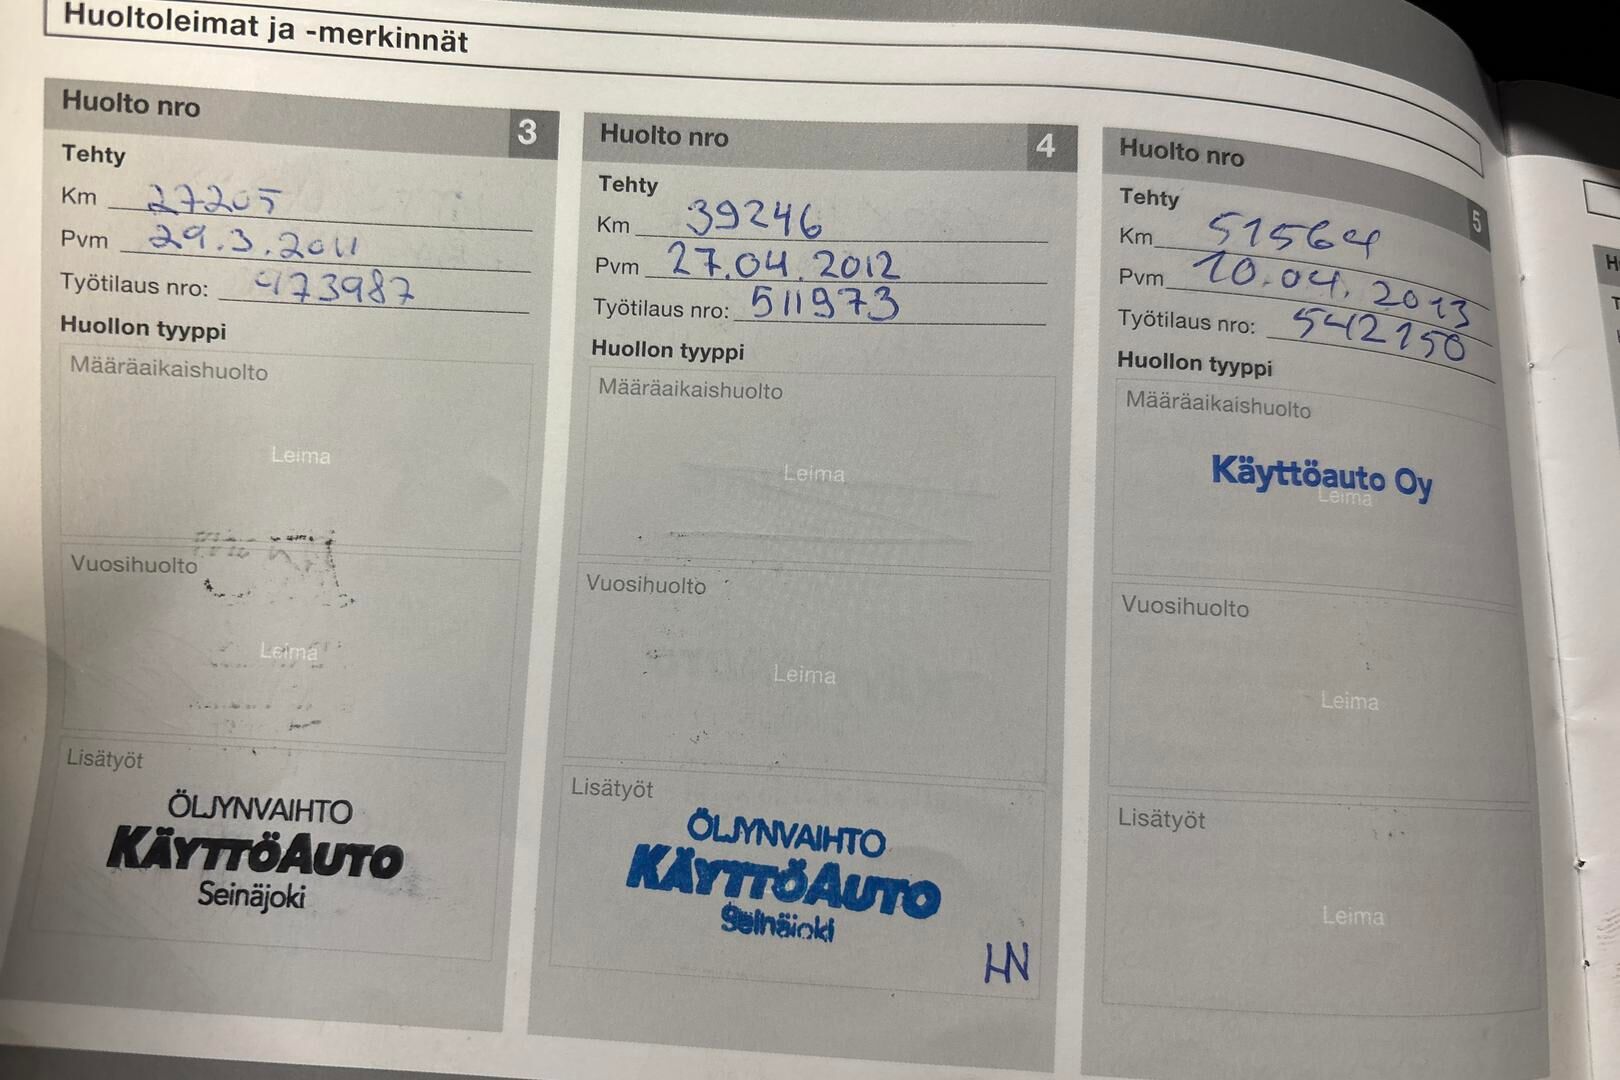 Huoltoleimat ja -merkinnät
Huolto nro 3
Tehty
Km 27205
Pvm 29.3.2011
Työtilaus nro: 473987
Huollon tyyppi
Määräaikaishuolto
Leima
Vuosihuolto
Leima
Lisätyöt
ÖLJYNVAIHTO
KÄYTTÖAUTO
Seinäjoki
Huolto nro 4
Tehty
Km 39246
Pvm 27.04.2012
Työtilaus nro: 511973
Huollon tyyppi
Määräaikaishuolto
Leima
Vuosihuolto
Leima
Lisätyöt
ÖLJYNVAIHTO
KÄYTTÖAUTO
Seinäjoki
HN
Huolto nro 5
Tehty
Km 51564
Pvm 10.04.2013
Työtilaus nro: 542150
Huollon tyyppi
Määräaikaishuolto
Käyttöauto Oy
Leima
Vuosihuolto
Leima
Lisätyöt
Leima